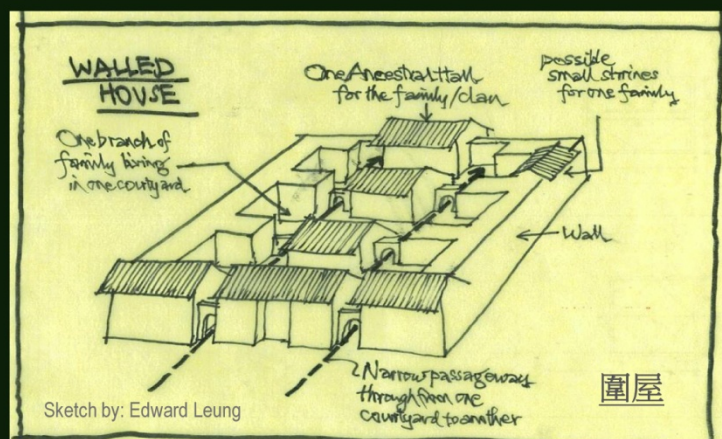 WALLED
HOUSE
One Ancestral Hall
for the family/clan
possible
small shrines
for one family
One branch of
family living
in one courtyard
Wall
Narrow passageway
through from one
courtyard to another
圍屋
Sketch by: Edward Leung